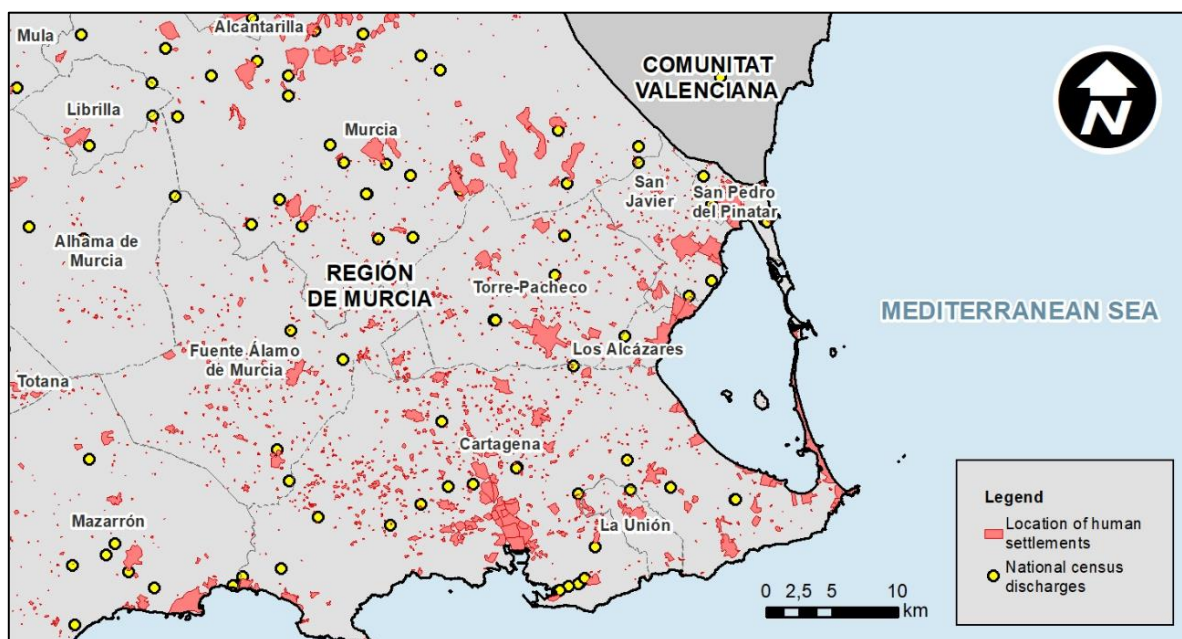 Mula
Alcantarilla
COMUNITAT
VALENCIANA
N
Librilla
Murcia
San
Javier
San Pedro
del Pinatar
Alhama de
Murcia
REGIÓN
DE MURCIA
Torre-Pacheco
MEDITERRANEAN SEA
Fuente Álamo
de Murcia
Los Alcázares
Totana
Cartagena
Mazarrón
La Unión
Legend
Location of human
settlements
National census
discharges
0 2,5 5 10
km